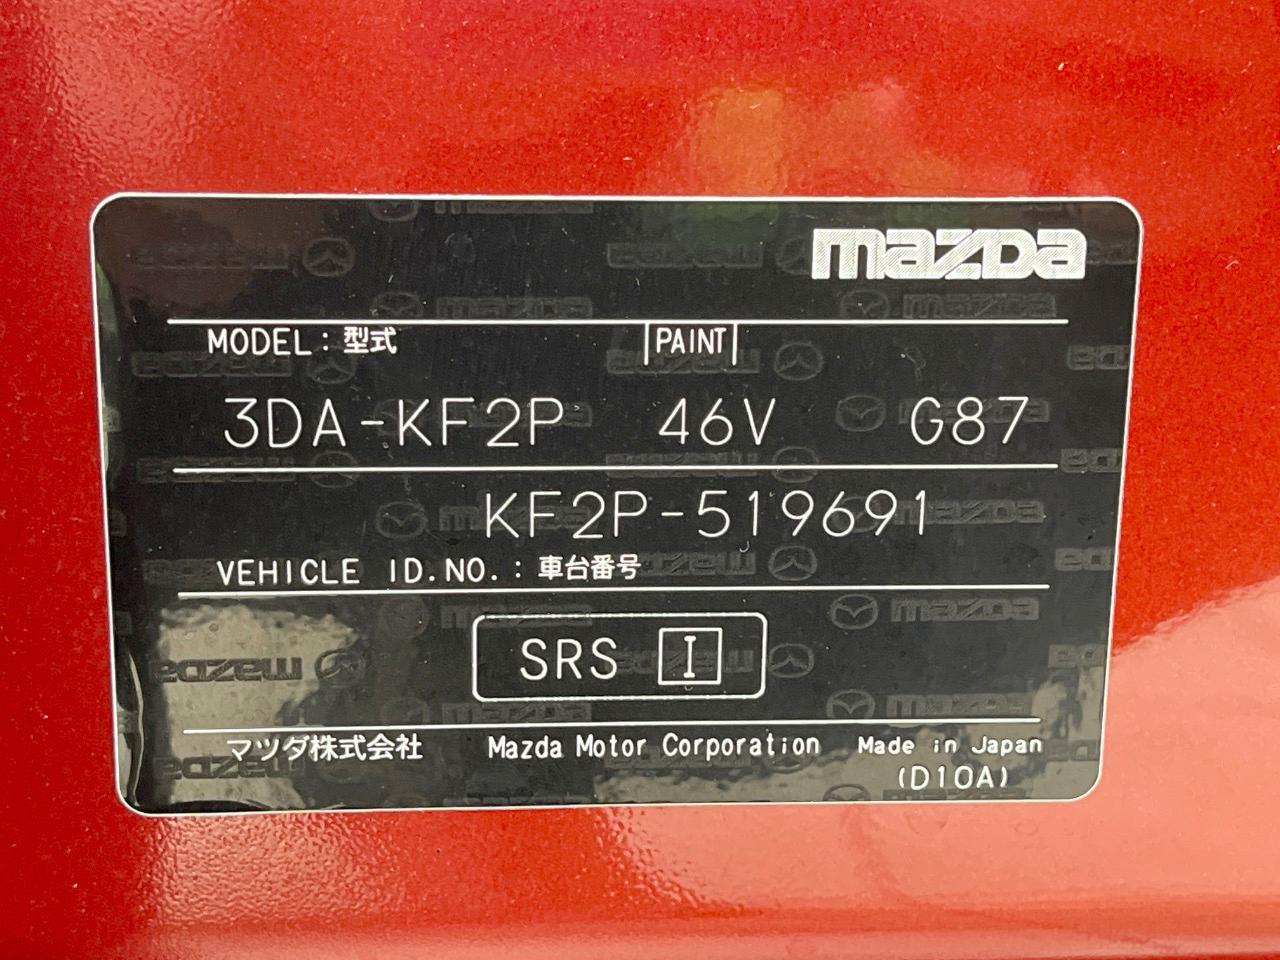 mazda
MODEL : 型式 PAINT
3DA-KF2P 46V G87
KF2P-519691
VEHICLE ID.NO. : 車台番号
SRS I
マツダ株式会社 Mazda Motor Corporation Made in Japan
(D10A)